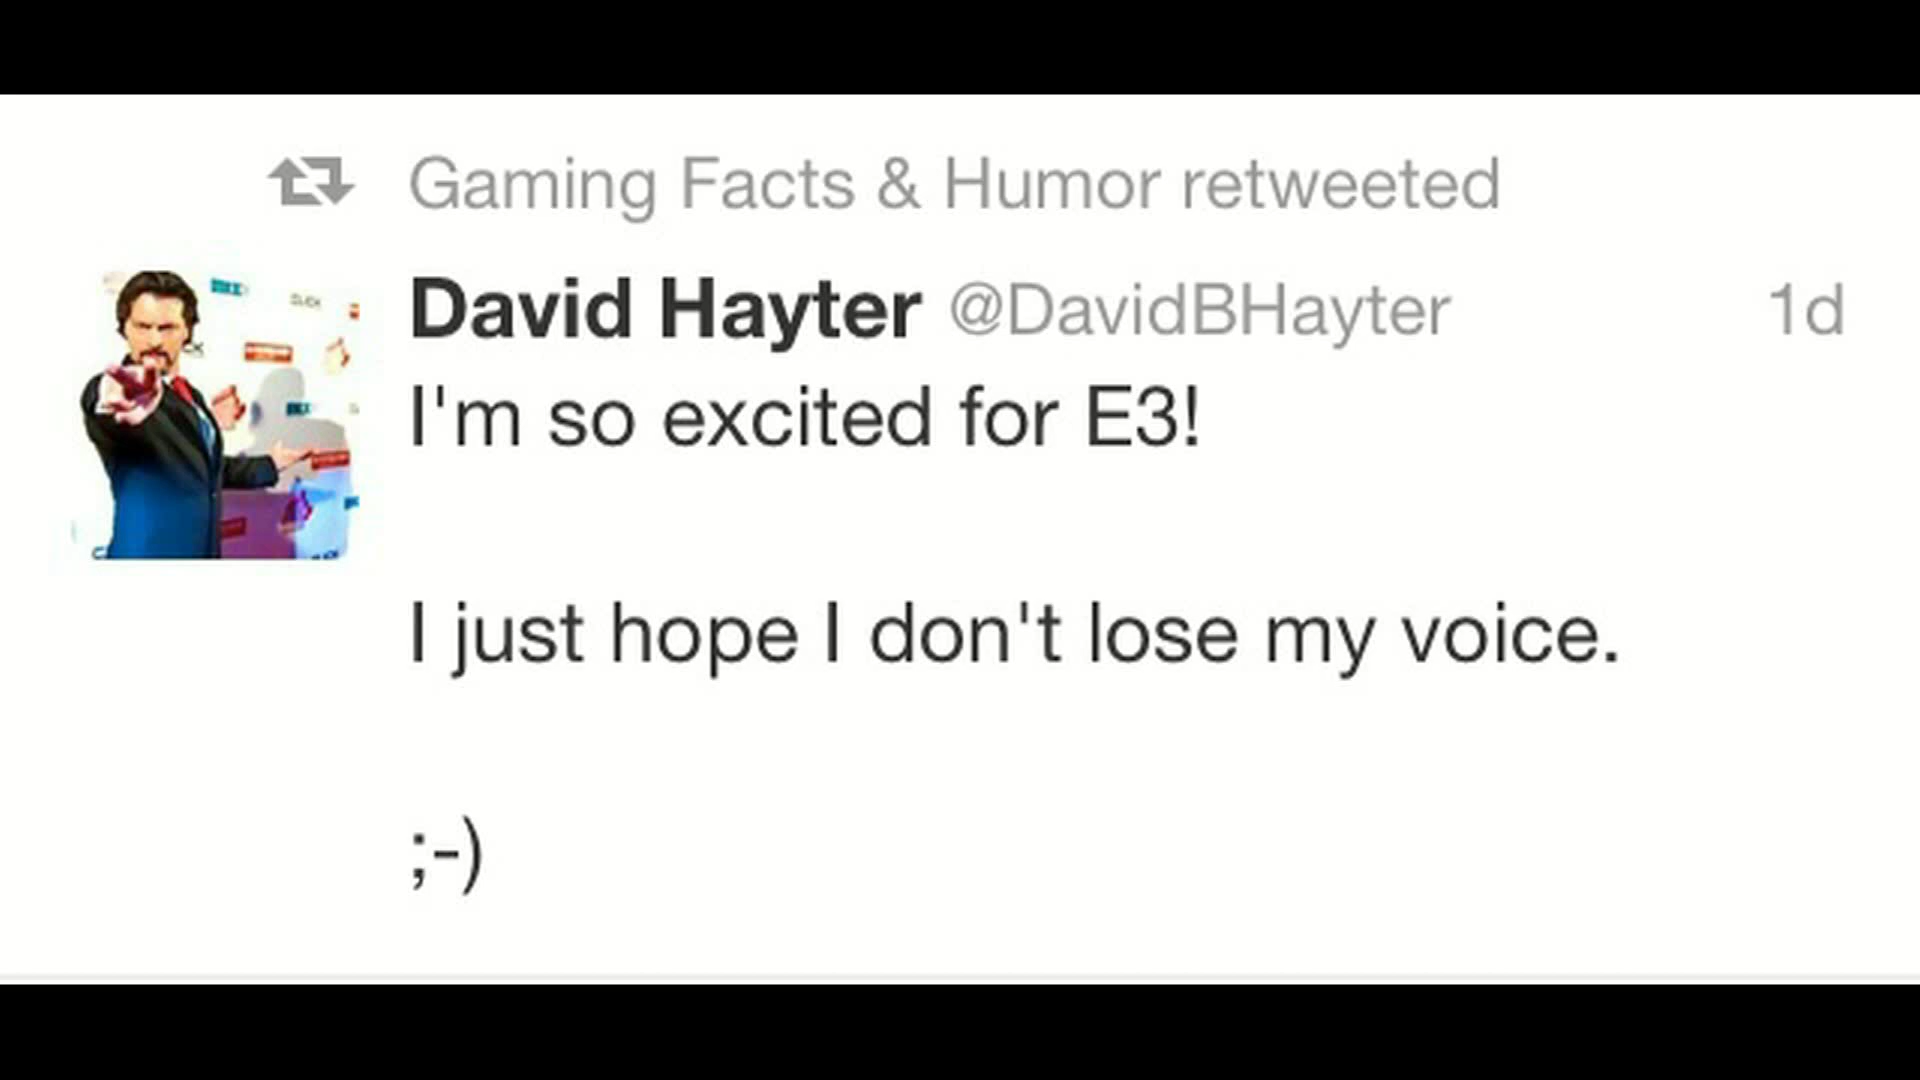 Gaming Facts & Humor retweeted
David Hayter @DavidBHayter 1d
I'm so excited for E3!
I just hope I don't lose my voice.
;-)